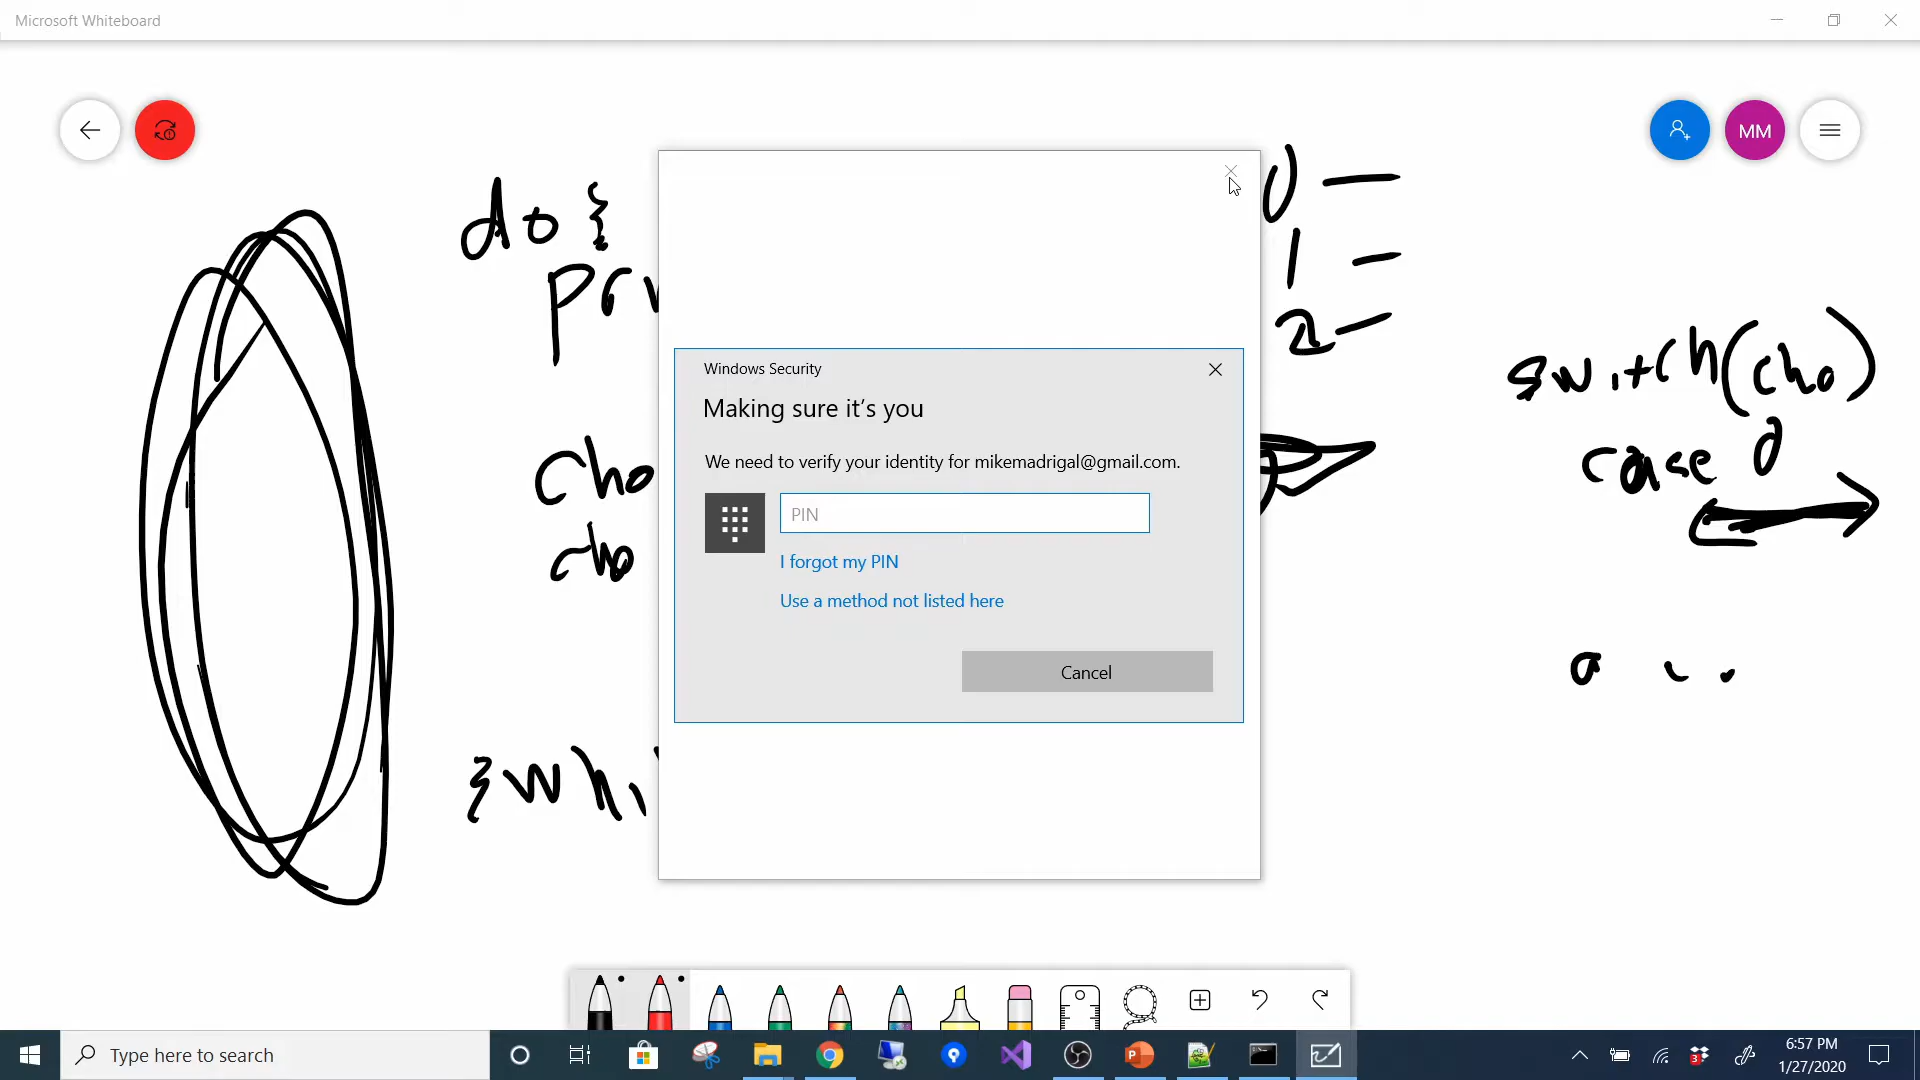 Microsoft Whiteboard
MM
do {
cho
cho
0 -
1 -
2 -
switch(cho)
case 0
Windows Security
Making sure it's you
We need to verify your identity for mikemadrigal@gmail.com.
PIN
I forgot my PIN
Use a method not listed here
Cancel
Type here to search
3
6:57 PM
1/27/2020